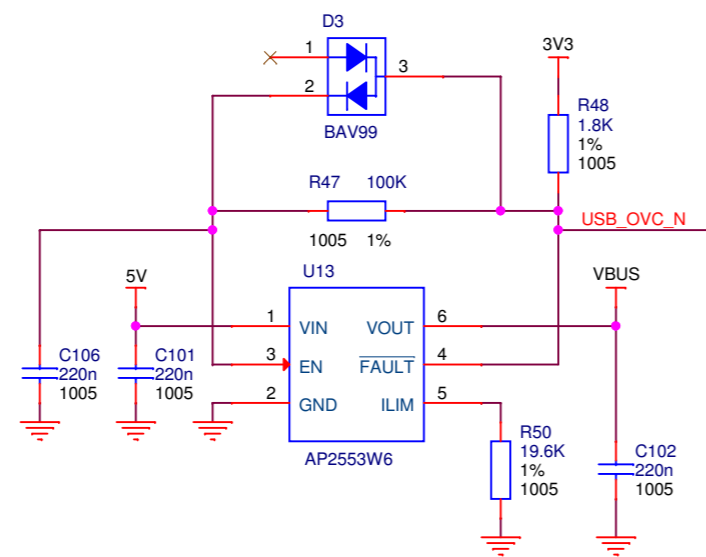 D3
1
2
3
BAV99
3V3
R48
1.8K
1%
1005
R47 100K
1005 1%
USB_OVC_N
U13
5V
VBUS
1 VIN VOUT 6
3 EN FAULT 4
2 GND ILIM 5
AP2553W6
C106
220n
1005
C101
220n
1005
R50
19.6K
1%
1005
C102
220n
1005